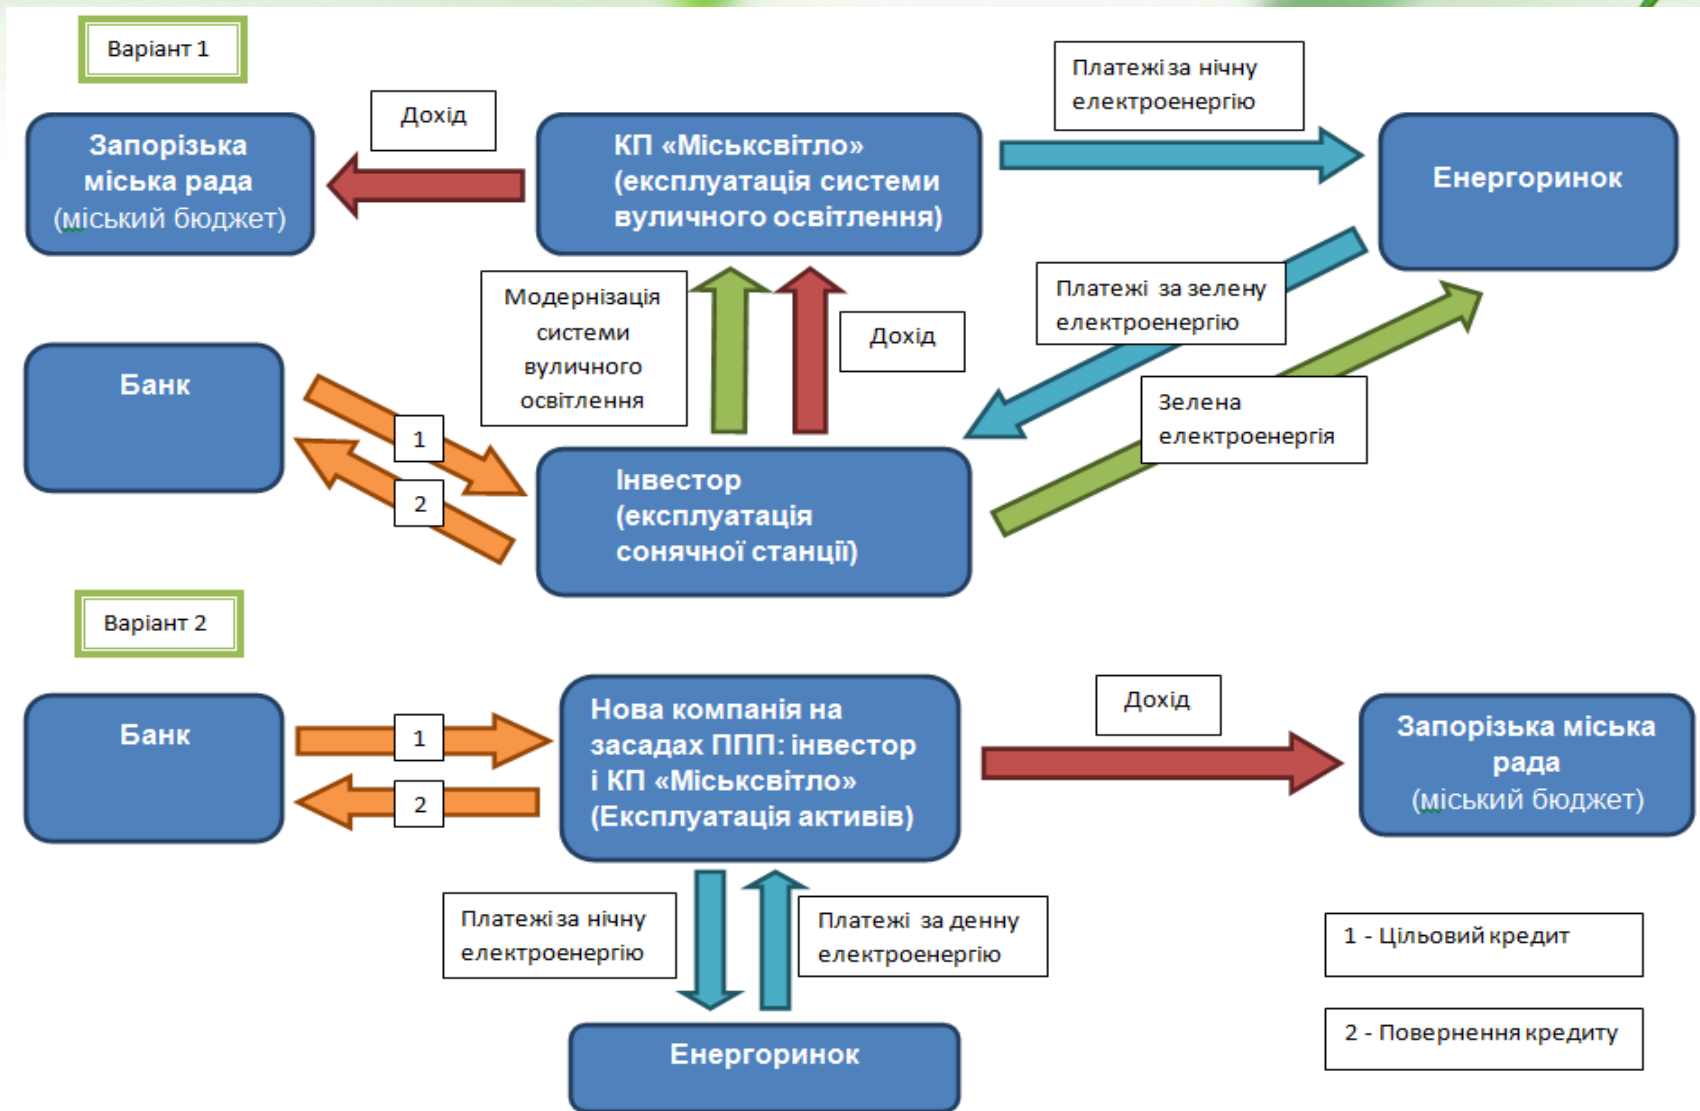 Варіант 1
Запорізька
міська рада
(міський бюджет)
Дохід
КП «Міськсвітло»
(експлуатація системи
вуличного освітлення)
Платежі за нічну
електроенергію
Енергоринок
Модернізація
системи
вуличного
освітлення
Дохід
Платежі за зелену
електроенергію
Зелена
електроенергія
Банк
1
2
Інвестор
(експлуатація
сонячної станції)
Варіант 2
Банк
1
2
Нова компанія на
засадах ППП: інвестор
і КП «Міськсвітло»
(Експлуатація активів)
Дохід
Запорізька міська
рада
(міський бюджет)
Платежі за нічну
електроенергію
Платежі за денну
електроенергію
Енергоринок
1 - Цільовий кредит
2 - Повернення кредиту